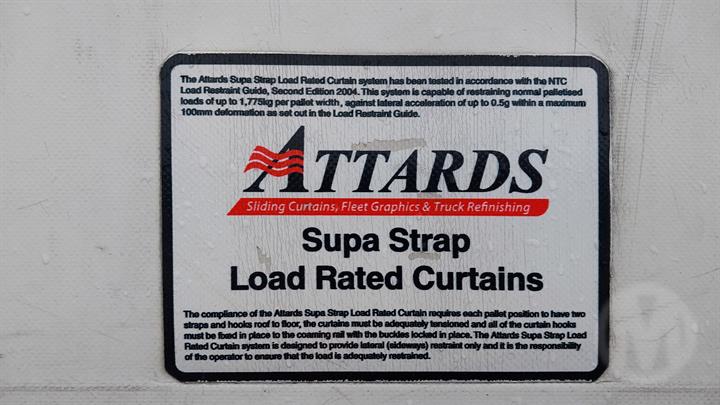 The Attards Supa Strap Load Rated Curtain system has been tested in accordance with the NTC
Load Restraint Guide, Second Edition 2004. This system is capable of restraining normal palletised
loads of up to 1,775kg per pallet width, against lateral acceleration of up to 0.5g within a maximum
100mm deformation as set out in the Load Restraint Guide.
ATTARDS
Sliding Curtains, Fleet Graphics & Truck Refinishing
Supa Strap
Load Rated Curtains
The compliance of the Attards Supa Strap Load Rated Curtain requires each pallet position to have two
straps and hooks roof to floor, the curtains must be adequately tensioned and all of the curtain hooks
must be fixed in place to the coaming rail with the buckles locked in place. The Attards Supa Strap Load
Rated Curtain system is designed to provide lateral (sideways) restraint only and it is the responsibility
of the operator to ensure that the load is adequately restrained.